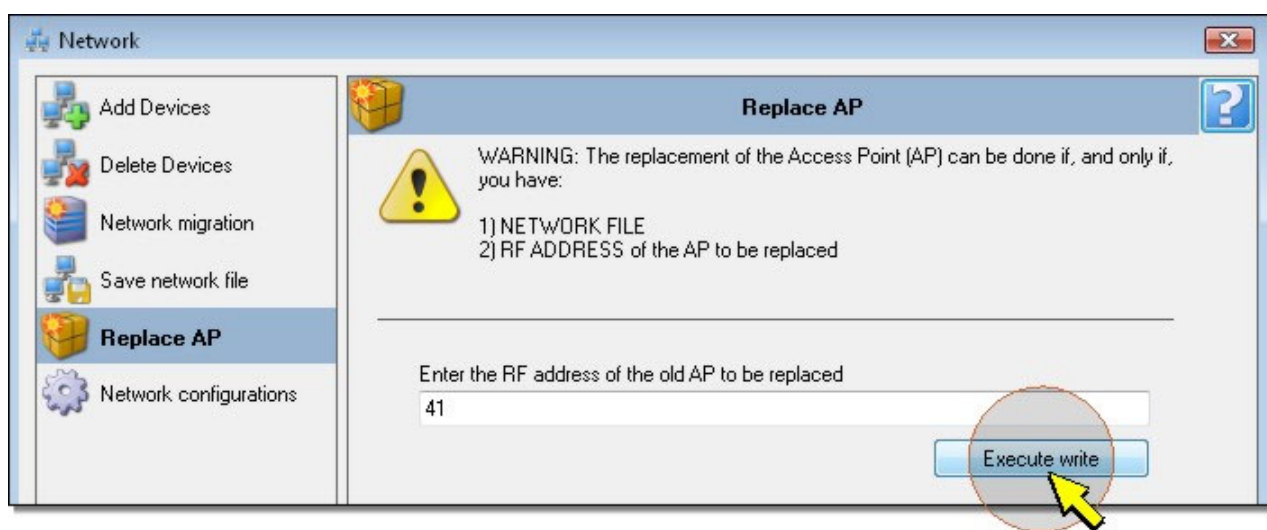 Network
Add Devices
Delete Devices
Network migration
Save network file
Replace AP
Network configurations
Replace AP
WARNING: The replacement of the Access Point (AP) can be done if, and only if,
you have:
1) NETWORK FILE
2) RF ADDRESS of the AP to be replaced
Enter the RF address of the old AP to be replaced
41
Execute write